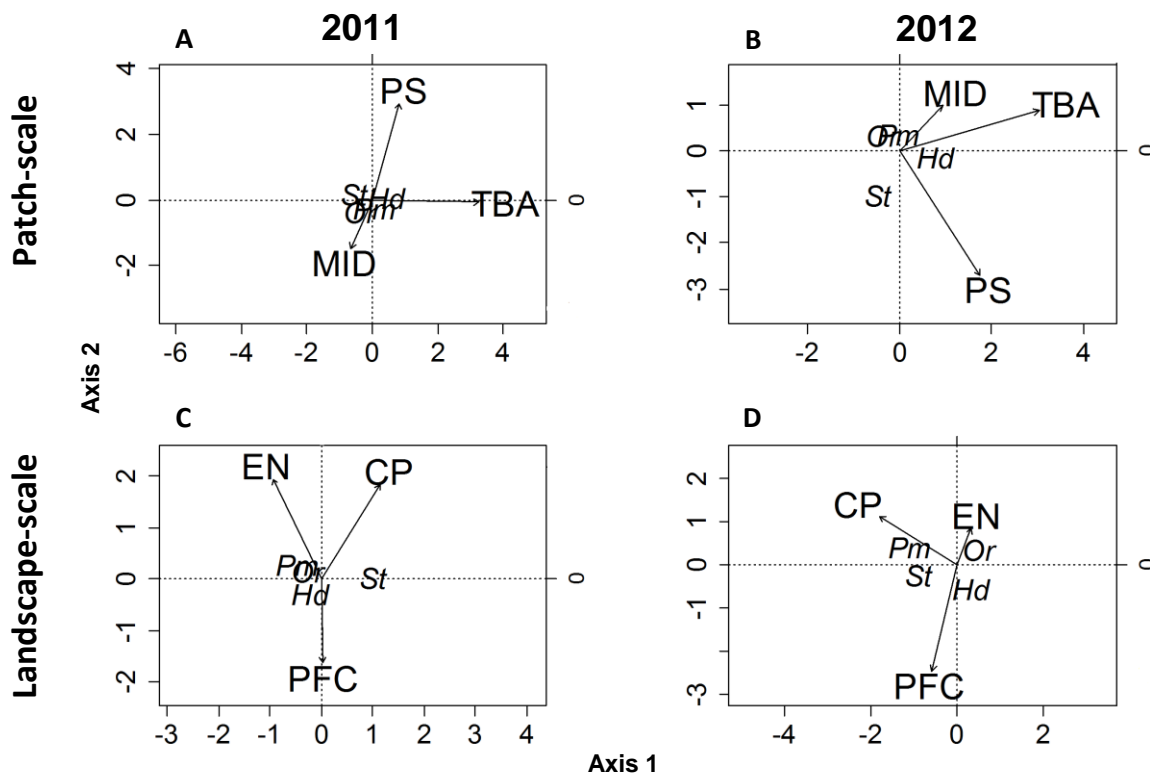 2011
2012
Patch-scale
Landscape-scale
Axis 2
Axis 1
A
4
2
0
-2
-6 -4 -2 0 2 4
0
PS
St Hd
Or Pm
TBA
MID
B
1
0
-1
-2
-3
-2 0 2 4
0
MID
TBA
Or Pm
Hd
St
PS
C
2
1
0
-1
-2
-3 -2 -1 0 1 2 3 4
0
EN
CP
Pm
Or
St
Hd
PFC
D
2
1
0
-1
-3
-4 -2 0 2
0
CP
EN
Pm
Or
St
Hd
PFC